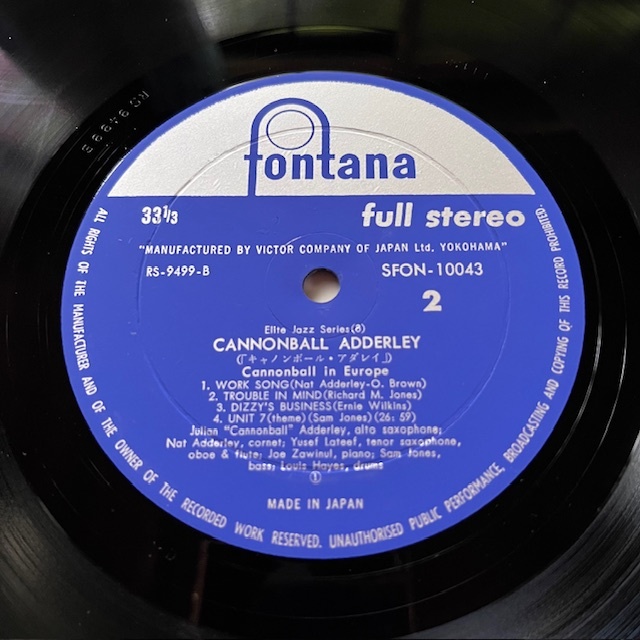 fontana
33 1/3
full stereo
"MANUFACTURED BY VICTOR COMPANY OF JAPAN Ltd. YOKOHAMA"
RS-9499-B
SFON-10043
2
Elite Jazz Series(8)
CANNONBALL ADDERLEY
(「キャノンボール・アダレイ」)
Cannonball in Europe
1. WORK SONG(Nat Adderley-O. Brown)
2. TROUBLE IN MIND(Richard M. Jones)
3. DIZZY'S BUSINESS(Ernie Wilkins)
4. UNIT 7(theme)(Sam Jones)(26:59)
Julian "Cannonball" Adderley, alto saxophone;
Nat Adderley, cornet; Yusef Lateef, tenor saxophone,
oboe & flute; Joe Zawinul, piano; Sam Jones,
bass; Louis Hayes, drums
①
MADE IN JAPAN
ALL RIGHTS OF THE MANUFACTURER AND OF THE OWNER OF THE RECORDED WORK RESERVED. UNAUTHORISED PUBLIC PERFORMANCE BROADCASTING AND COPYING OF THIS RECORD PROHIBITED.